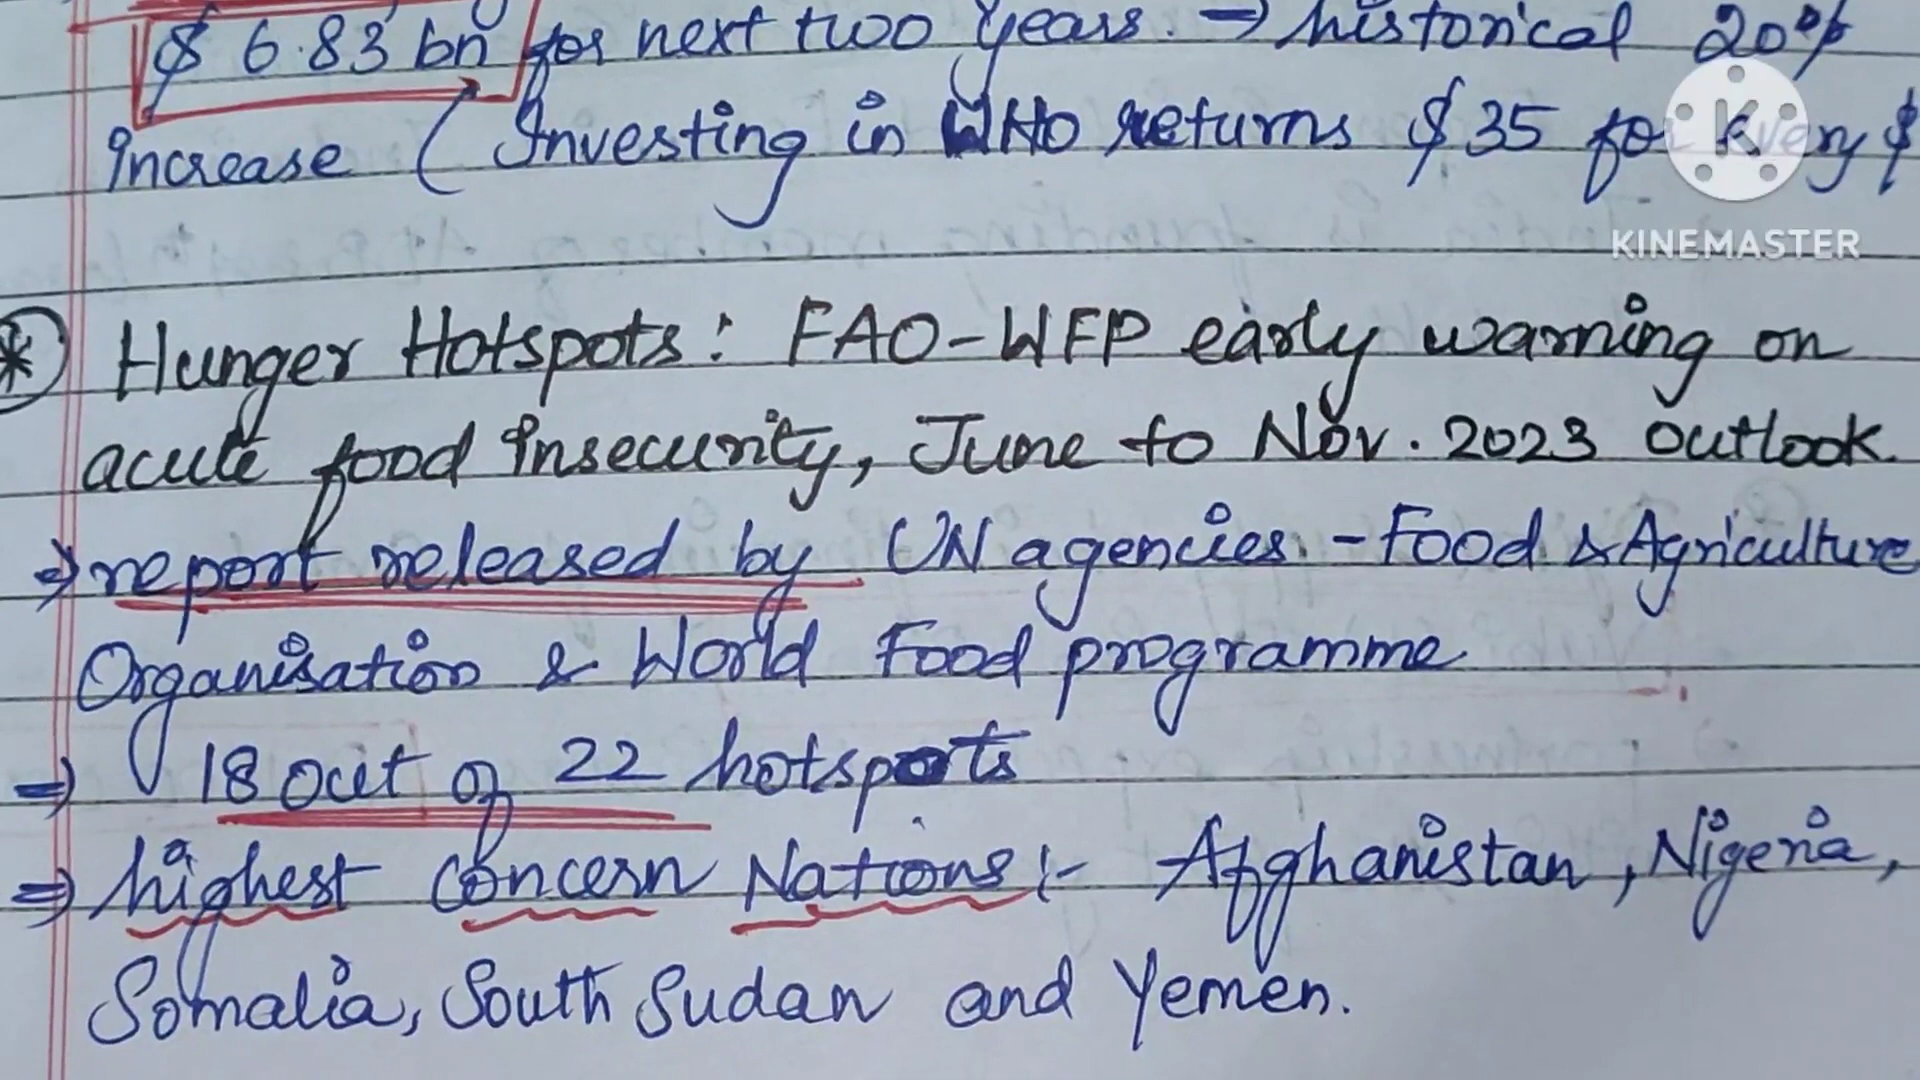 $ 6.83 bn for next two years. → historical 20%
Increase ( Investing in WHO returns $ 35 for every $
KINEMASTER
* Hunger Hotspots : FAO-WFP early warning on
acute food insecurity, June to Nov. 2023 outlook.
⇒ report released by UN agencies - Food & Agriculture
Organisation & World Food programme
⇒ 18 out of 22 hotspots
⇒ highest Concern Nations :- Afghanistan, Nigeria,
Somalia, South Sudan and Yemen.